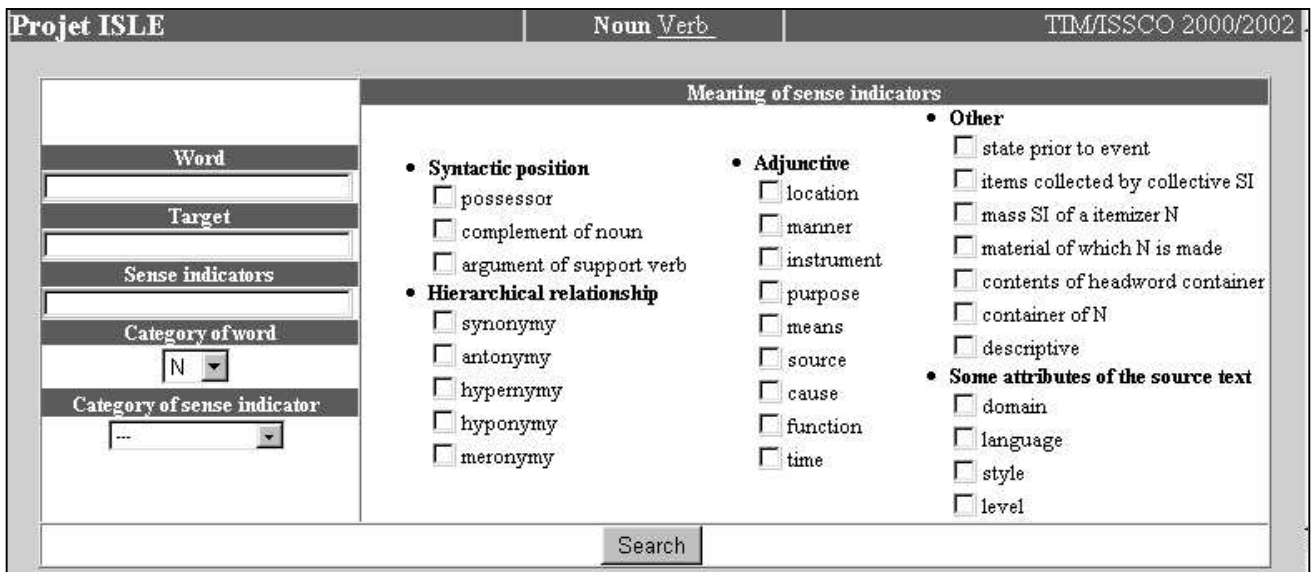 Projet ISLE
Noun Verb
TIM/ISSCO 2000/2002
Word
Target
Sense indicators
Category of word
N
Category of sense indicator
---
Meaning of sense indicators
• Syntactic position
possessor
complement of noun
argument of support verb
• Hierarchical relationship
synonymy
antonymy
hypernymy
hyponymy
meronymy
• Adjunctive
location
manner
instrument
purpose
means
source
cause
function
time
• Other
state prior to event
items collected by collective SI
mass SI of a itemizer N
material of which N is made
contents of headword container
container of N
descriptive
• Some attributes of the source text
domain
language
style
level
Search